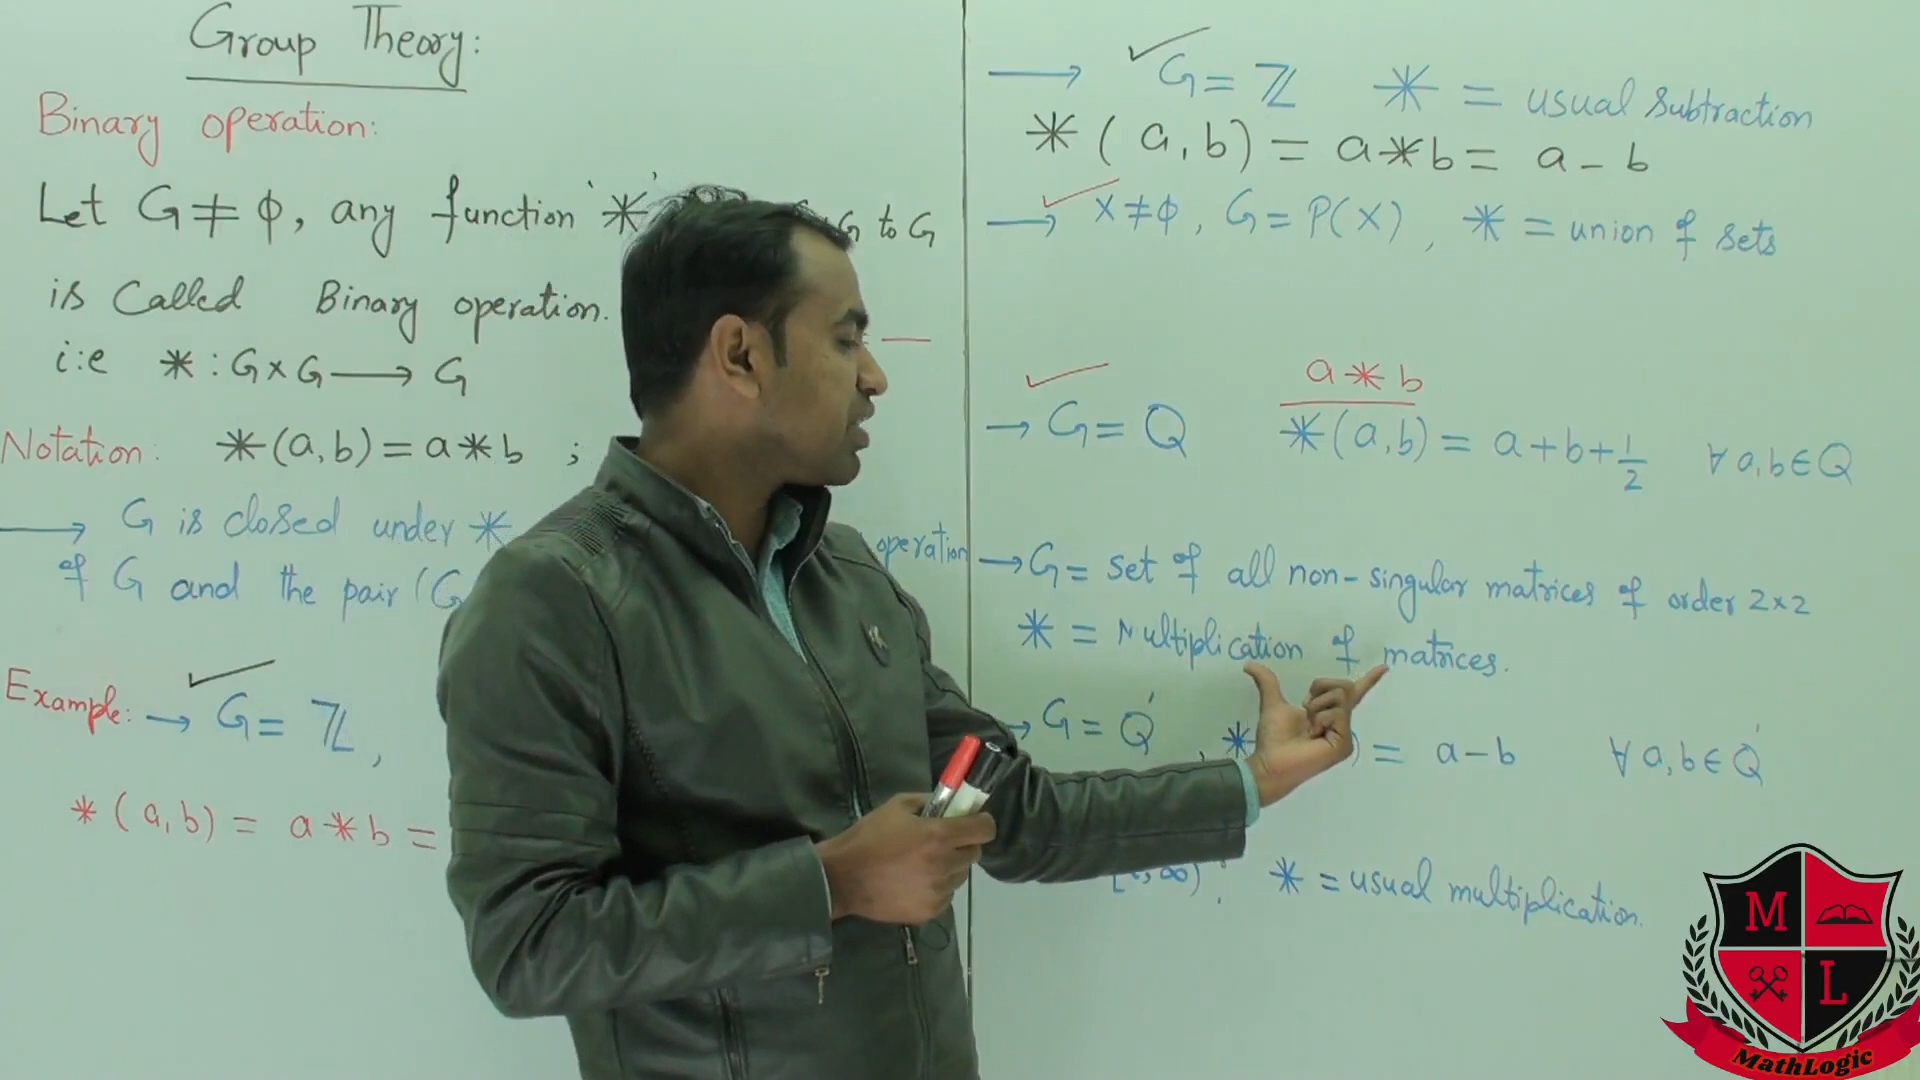 Group Theory:
Binary operation:
Let G ≠ φ, any function '*' G to G
is Called Binary operation.
i:e * : G × G ⟶ G
Notation: *(a,b) = a * b ;
→ G is closed under * operation
of G and the pair (G
Example: → G = ℤ,
*(a,b) = a * b =
→ G = ℤ * = usual subtraction
*(a,b) = a * b = a - b
→ X ≠ φ, G = P(X), * = union of sets
a * b
→ G = Q *(a,b) = a + b + 1/2 ∀ a,b ∈ Q
→ G = set of all non-singular matrices of order 2×2
* = Multiplication of matrices.
→ G = Q', * ) = a - b ∀ a,b ∈ Q'
∞) * = usual multiplication.
M
L
MathLogic